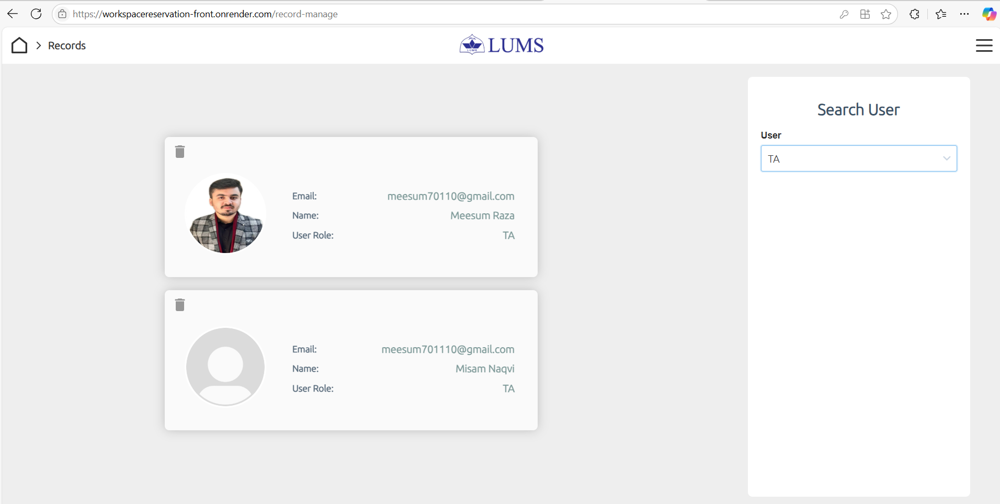 https://workspacereservation-front.onrender.com/record-manage
Records
LUMS
LUMS
Search User
User
TA
Email: meesum70110@gmail.com
Name: Meesum Raza
User Role: TA
Email: meesum701110@gmail.com
Name: Misam Naqvi
User Role: TA